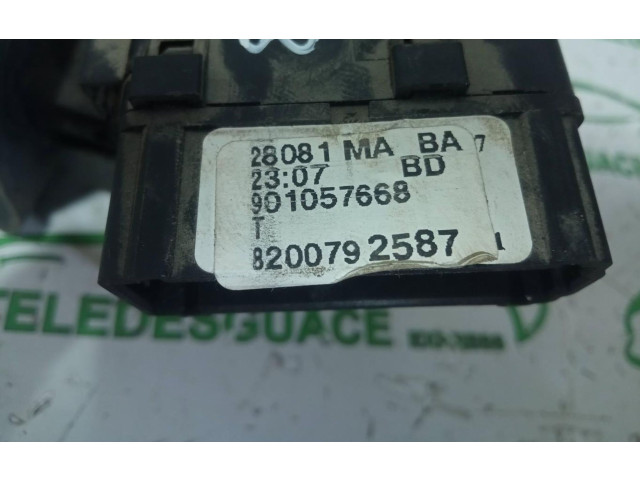 28081 MA BA 7
23:07 BD
901057668
T
8200792587
TELEDESGUACE